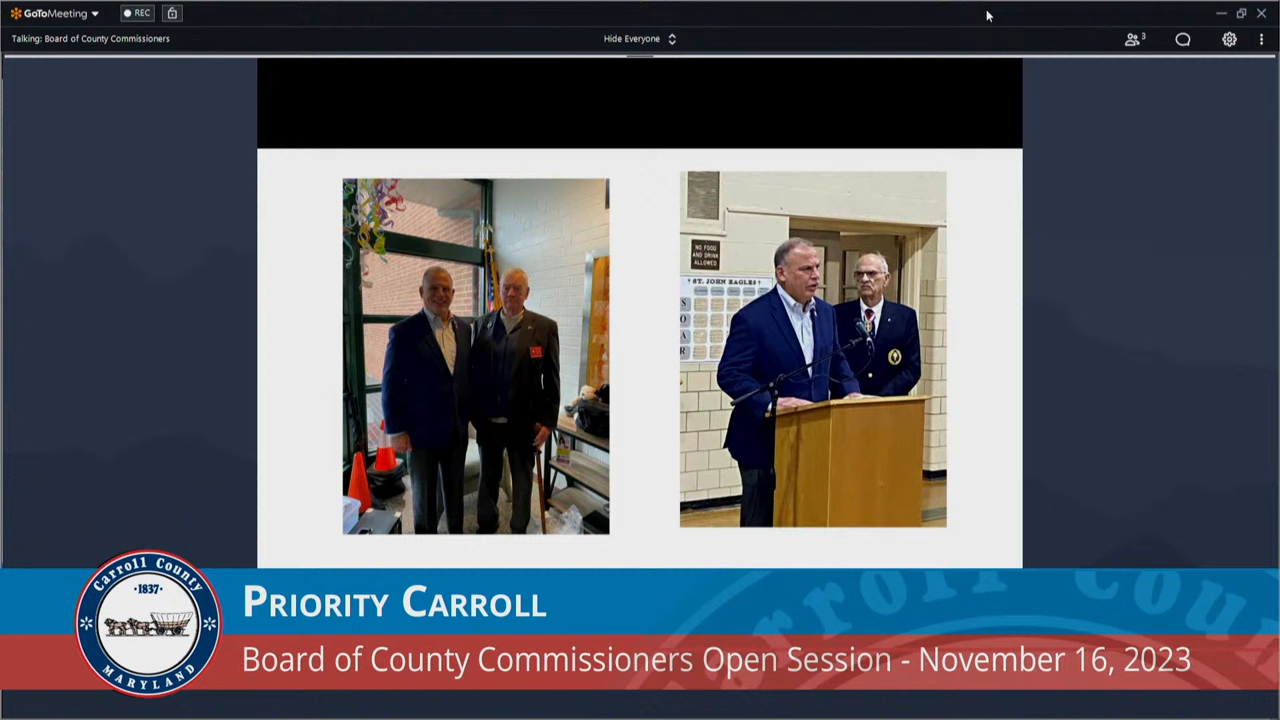 GoToMeeting
REC
Talking: Board of County Commissioners
Hide Everyone
3
NO FOOD
AND DRINK
ALLOWED
ST. JOHN EAGLES
S
O
A
R
Carroll County
1837
MARYLAND
PRIORITY CARROLL
Board of County Commissioners Open Session - November 16, 2023